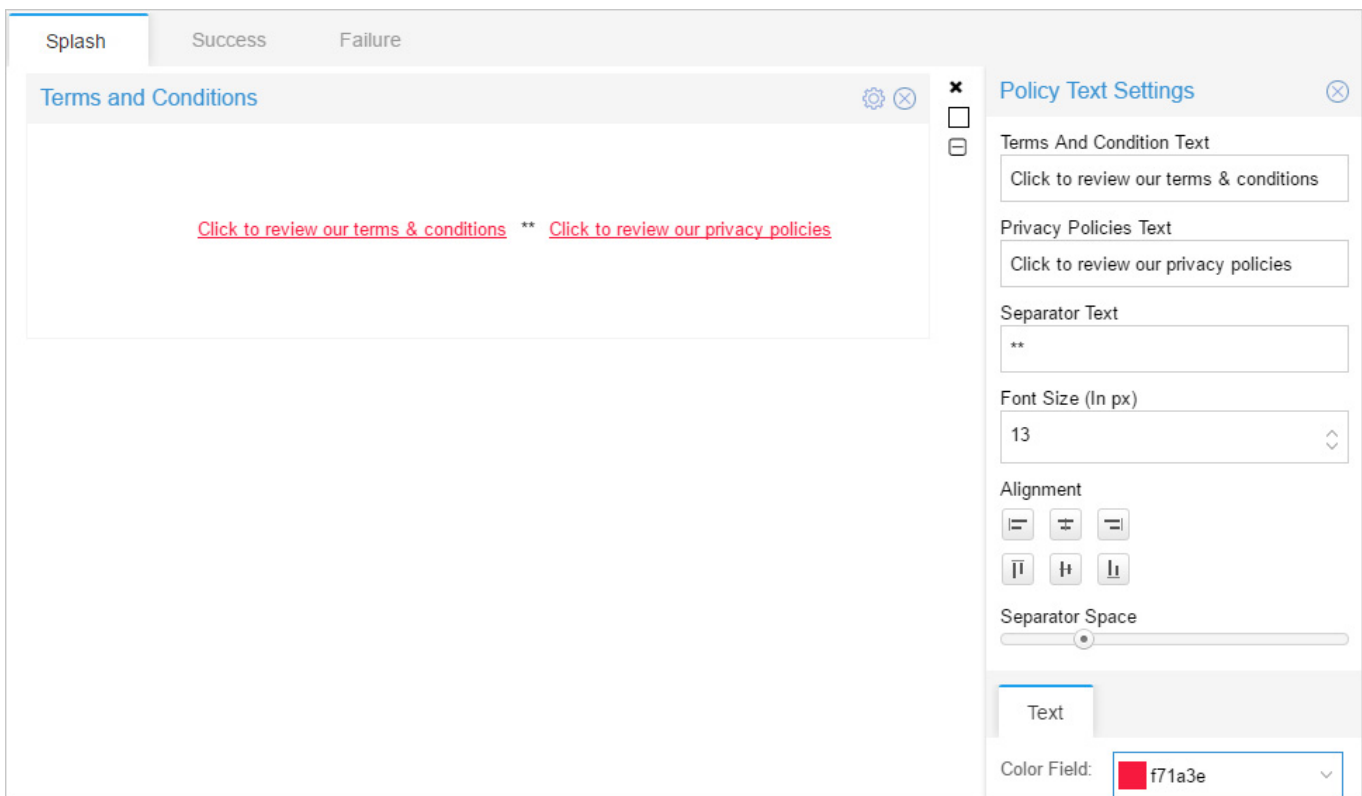 Splash Success Failure
Terms and Conditions
Click to review our terms & conditions ** Click to review our privacy policies
Policy Text Settings
Terms And Condition Text
Click to review our terms & conditions
Privacy Policies Text
Click to review our privacy policies
Separator Text
**
Font Size (In px)
13
Alignment
Separator Space
Text
Color Field: f71a3e